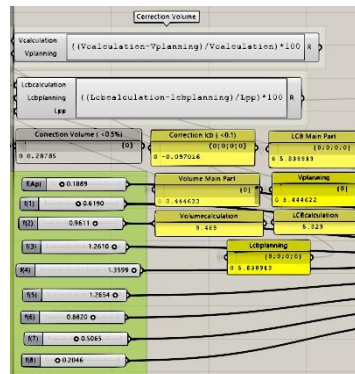 Correction Volume
Vcalculation
Vplanning
((Vcalculation-Vplanning)/Vcalculation)*100
R
Lcbcalculation
Lcbplanning
Lpp
((Lcbcalculation-lcbplanning)/Lpp)*100
R
Correction Volume ( <0.5%)
{0}
0 0.28785
Correction lcb ( <0.1)
{0;0;0;0}
0 -0.097016
LCB Main Part
{0;0;0;0}
0 5.838983
Volume Main Part
{0}
0 8.444622
Vplanning
{0}
0 8.444622
Volumecalculation
8.469
LCBcalculation
5.829
Lcbplanning
{0;0;0;0}
0 5.838983
f(Ap) 0.1889
f(1) 0.6190
f(2) 0.9611
f(3) 1.2610
f(4) 1.3599
f(5) 1.2654
f(6) 0.8820
f(7) 0.5065
f(8) 0.2046